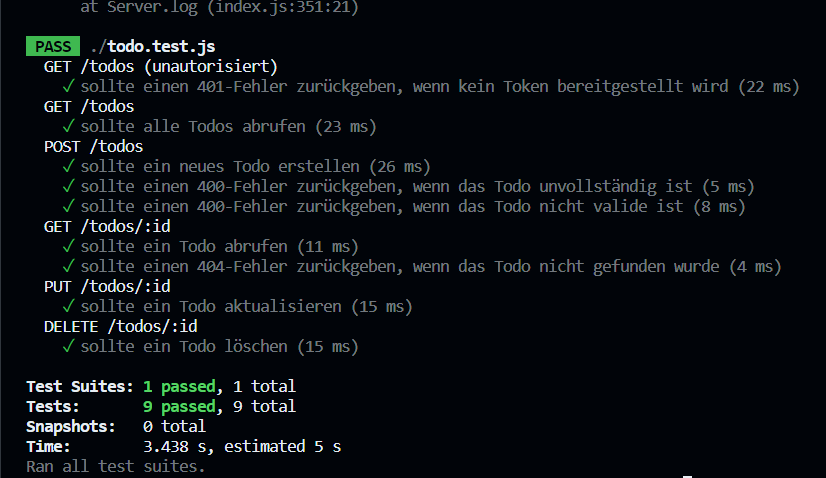 at Server.log (index.js:351:21)
PASS ./todo.test.js
GET /todos (unautorisiert)
✓ sollte einen 401-Fehler zurückgeben, wenn kein Token bereitgestellt wird (22 ms)
GET /todos
✓ sollte alle Todos abrufen (23 ms)
POST /todos
✓ sollte ein neues Todo erstellen (26 ms)
✓ sollte einen 400-Fehler zurückgeben, wenn das Todo unvollständig ist (5 ms)
✓ sollte einen 400-Fehler zurückgeben, wenn das Todo nicht valide ist (8 ms)
GET /todos/:id
✓ sollte ein Todo abrufen (11 ms)
✓ sollte einen 404-Fehler zurückgeben, wenn das Todo nicht gefunden wurde (4 ms)
PUT /todos/:id
✓ sollte ein Todo aktualisieren (15 ms)
DELETE /todos/:id
✓ sollte ein Todo löschen (15 ms)
Test Suites: 1 passed, 1 total
Tests: 9 passed, 9 total
Snapshots: 0 total
Time: 3.438 s, estimated 5 s
Ran all test suites.